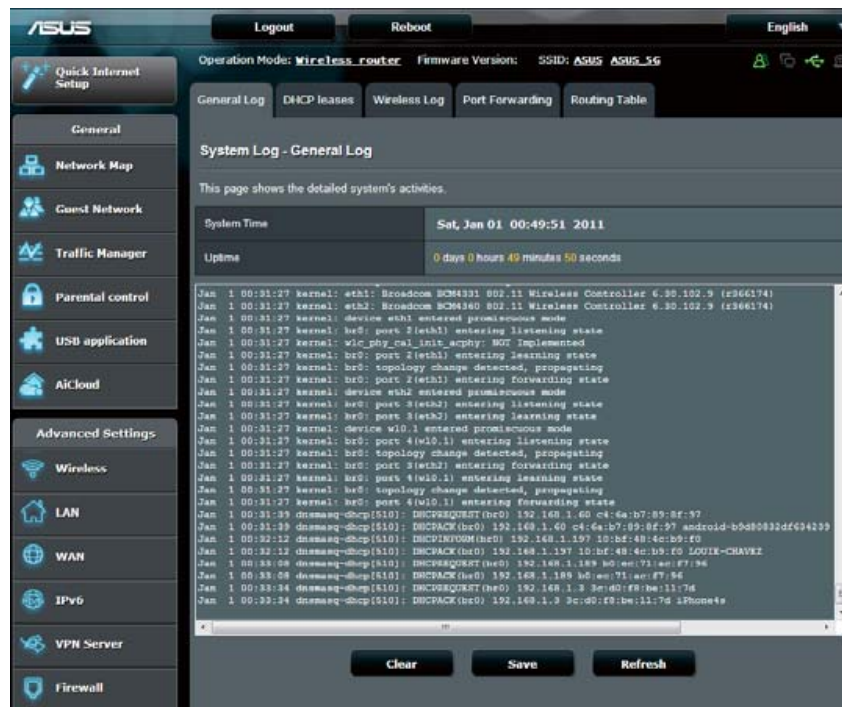 ASUS
Logout
Reboot
English
Quick Internet Setup
Operation Mode: Wireless router Firmware Version: SSID: ASUS ASUS_5G
General Log
DHCP leases
Wireless Log
Port Forwarding
Routing Table
General
Network Map
Guest Network
Traffic Manager
Parental control
USB application
AiCloud
Advanced Settings
Wireless
LAN
WAN
IPv6
VPN Server
Firewall
System Log - General Log
This page shows the detailed system's activities.
System Time
Sat, Jan 01 00:49:51 2011
Uptime
0 days 0 hours 49 minutes 50 seconds
Jan 1 00:31:27 kernel: eth1: Broadcom BCM4331 802.11 Wireless Controller 6.30.102.9 (r366174)
Jan 1 00:31:27 kernel: eth2: Broadcom BCM4360 802.11 Wireless Controller 6.30.102.9 (r366174)
Jan 1 00:31:27 kernel: device eth1 entered promiscuous mode
Jan 1 00:31:27 kernel: br0: port 2(eth1) entering listening state
Jan 1 00:31:27 kernel: wlc_phy_cal_init_acphy: NOT Implemented
Jan 1 00:31:27 kernel: br0: port 2(eth1) entering learning state
Jan 1 00:31:27 kernel: br0: topology change detected, propagating
Jan 1 00:31:27 kernel: br0: port 2(eth1) entering forwarding state
Jan 1 00:31:27 kernel: device eth2 entered promiscuous mode
Jan 1 00:31:27 kernel: br0: port 3(eth2) entering listening state
Jan 1 00:31:27 kernel: br0: port 3(eth2) entering learning state
Jan 1 00:31:27 kernel: device wl0.1 entered promiscuous mode
Jan 1 00:31:27 kernel: br0: port 4(wl0.1) entering listening state
Jan 1 00:31:27 kernel: br0: topology change detected, propagating
Jan 1 00:31:27 kernel: br0: port 3(eth2) entering forwarding state
Jan 1 00:31:27 kernel: br0: port 4(wl0.1) entering learning state
Jan 1 00:31:27 kernel: br0: topology change detected, propagating
Jan 1 00:31:27 kernel: br0: port 4(wl0.1) entering forwarding state
Jan 1 00:31:39 dnsmasq-dhcp[510]: DHCPREQUEST(br0) 192.168.1.60 c4:6a:b7:89:8f:97
Jan 1 00:31:39 dnsmasq-dhcp[510]: DHCPACK(br0) 192.168.1.60 c4:6a:b7:89:8f:97 android-b9d80832df634239
Jan 1 00:32:12 dnsmasq-dhcp[510]: DHCPINFORM(br0) 192.168.1.197 10:bf:48:4c:b9:f0
Jan 1 00:32:12 dnsmasq-dhcp[510]: DHCPACK(br0) 192.168.1.197 10:bf:48:4c:b9:f0 LOUIE-CHAVEZ
Jan 1 00:33:08 dnsmasq-dhcp[510]: DHCPREQUEST(br0) 192.168.1.189 b0:ec:71:ac:f7:96
Jan 1 00:33:08 dnsmasq-dhcp[510]: DHCPACK(br0) 192.168.1.189 b0:ec:71:ac:f7:96
Jan 1 00:33:34 dnsmasq-dhcp[510]: DHCPREQUEST(br0) 192.168.1.3 3c:d0:f8:be:11:7d
Jan 1 00:33:34 dnsmasq-dhcp[510]: DHCPACK(br0) 192.168.1.3 3c:d0:f8:be:11:7d iPhone4s
Clear
Save
Refresh